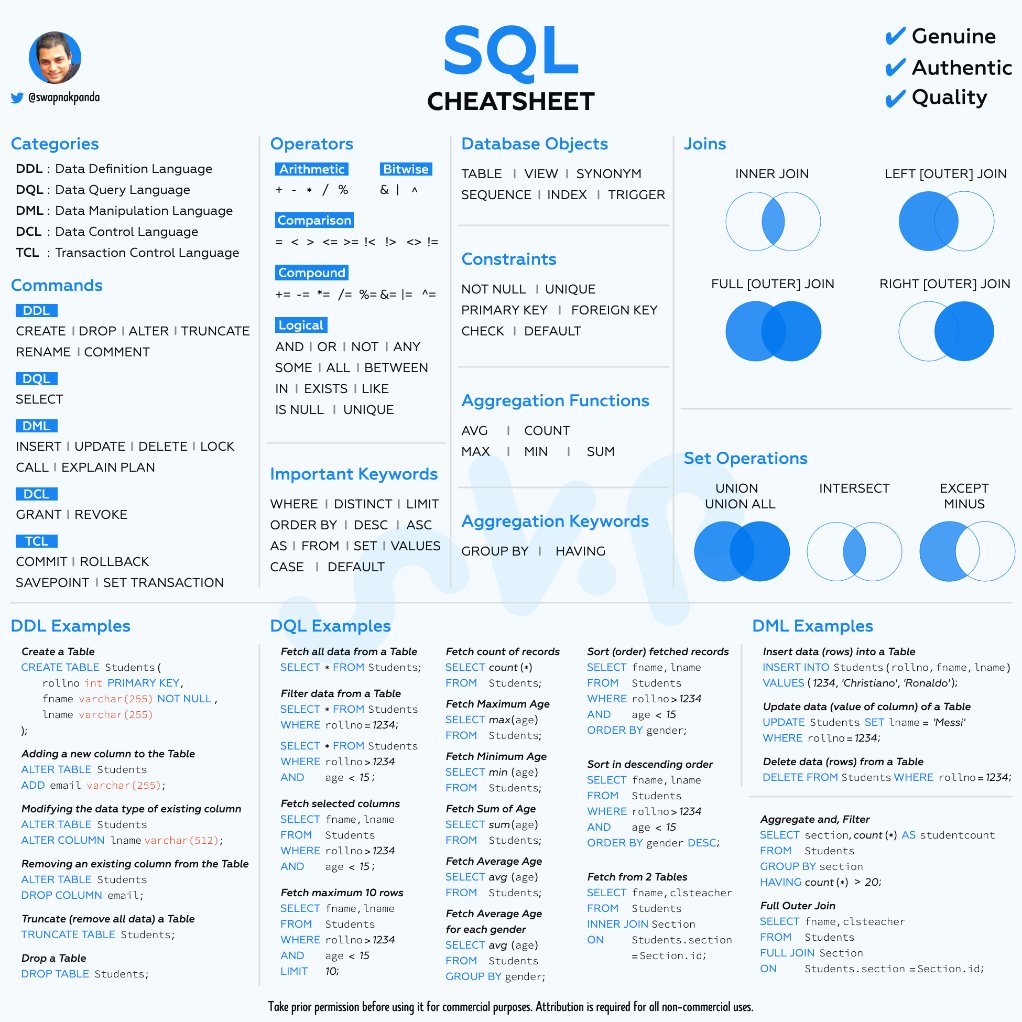 SQL
CHEATSHEET
@swapnakpanda
✔ Genuine
✔ Authentic
✔ Quality
Categories
DDL : Data Definition Language
DQL : Data Query Language
DML : Data Manipulation Language
DCL : Data Control Language
TCL : Transaction Control Language
Commands
DDL
CREATE | DROP | ALTER | TRUNCATE
RENAME | COMMENT
DQL
SELECT
DML
INSERT | UPDATE | DELETE | LOCK
CALL | EXPLAIN PLAN
DCL
GRANT | REVOKE
TCL
COMMIT | ROLLBACK
SAVEPOINT | SET TRANSACTION
Operators
Arithmetic Bitwise
+ - * / % & | ^
Comparison
= < > <= >= !< !> <> !=
Compound
+= -= *= /= %= &= |= ^=
Logical
AND | OR | NOT | ANY
SOME | ALL | BETWEEN
IN | EXISTS | LIKE
IS NULL | UNIQUE
Important Keywords
WHERE | DISTINCT | LIMIT
ORDER BY | DESC | ASC
AS | FROM | SET | VALUES
CASE | DEFAULT
Database Objects
TABLE | VIEW | SYNONYM
SEQUENCE | INDEX | TRIGGER
Constraints
NOT NULL | UNIQUE
PRIMARY KEY | FOREIGN KEY
CHECK | DEFAULT
Aggregation Functions
AVG | COUNT
MAX | MIN | SUM
Aggregation Keywords
GROUP BY | HAVING
Joins
INNER JOIN
LEFT [OUTER] JOIN
FULL [OUTER] JOIN
RIGHT [OUTER] JOIN
Set Operations
UNION
UNION ALL
INTERSECT
EXCEPT
MINUS
svkp
DDL Examples
Create a Table
CREATE TABLE Students (
rollno int PRIMARY KEY,
fname varchar(255) NOT NULL,
lname varchar(255)
);
Adding a new column to the Table
ALTER TABLE Students
ADD email varchar(255);
Modifying the data type of existing column
ALTER TABLE Students
ALTER COLUMN lname varchar(512);
Removing an existing column from the Table
ALTER TABLE Students
DROP COLUMN email;
Truncate (remove all data) a Table
TRUNCATE TABLE Students;
Drop a Table
DROP TABLE Students;
DQL Examples
Fetch all data from a Table
SELECT * FROM Students;
Filter data from a Table
SELECT * FROM Students
WHERE rollno=1234;
SELECT * FROM Students
WHERE rollno>1234
AND age < 15;
Fetch selected columns
SELECT fname, lname
FROM Students
WHERE rollno>1234
AND age < 15;
Fetch maximum 10 rows
SELECT fname, lname
FROM Students
WHERE rollno>1234
AND age < 15
LIMIT 10;
Fetch count of records
SELECT count(*)
FROM Students;
Fetch Maximum Age
SELECT max(age)
FROM Students;
Fetch Minimum Age
SELECT min (age)
FROM Students;
Fetch Sum of Age
SELECT sum(age)
FROM Students;
Fetch Average Age
SELECT avg (age)
FROM Students;
Fetch Average Age
for each gender
SELECT avg (age)
FROM Students
GROUP BY gender;
Sort (order) fetched records
SELECT fname, lname
FROM Students
WHERE rollno>1234
AND age < 15
ORDER BY gender;
Sort in descending order
SELECT fname, lname
FROM Students
WHERE rollno>1234
AND age < 15
ORDER BY gender DESC;
Fetch from 2 Tables
SELECT fname, clsteacher
FROM Students
INNER JOIN Section
ON Students.section
=Section.id;
DML Examples
Insert data (rows) into a Table
INSERT INTO Students (rollno, fname, lname)
VALUES (1234, 'Christiano', 'Ronaldo');
Update data (value of column) of a Table
UPDATE Students SET lname = 'Messi'
WHERE rollno=1234;
Delete data (rows) from a Table
DELETE FROM Students WHERE rollno=1234;
Aggregate and, Filter
SELECT section, count(*) AS studentcount
FROM Students
GROUP BY section
HAVING count(*) > 20;
Full Outer Join
SELECT fname, clsteacher
FROM Students
FULL JOIN Section
ON Students.section =Section.id;
Take prior permission before using it for commercial purposes. Attribution is required for all non-commercial uses.